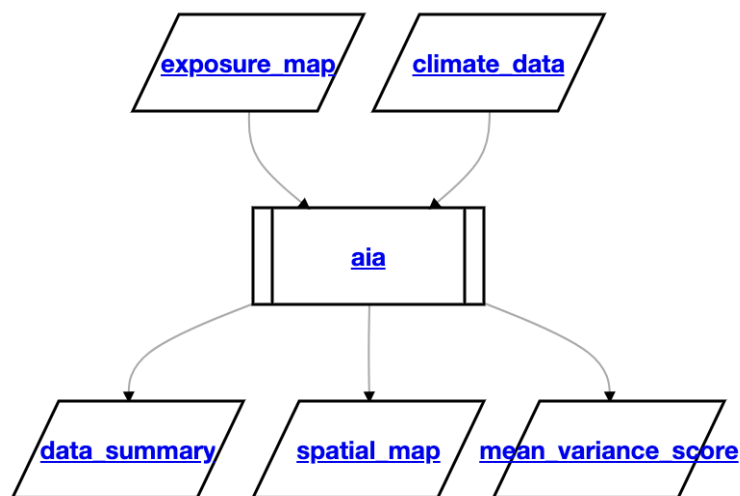 exposure_map
climate_data
aia
data_summary
spatial_map
mean_variance_score